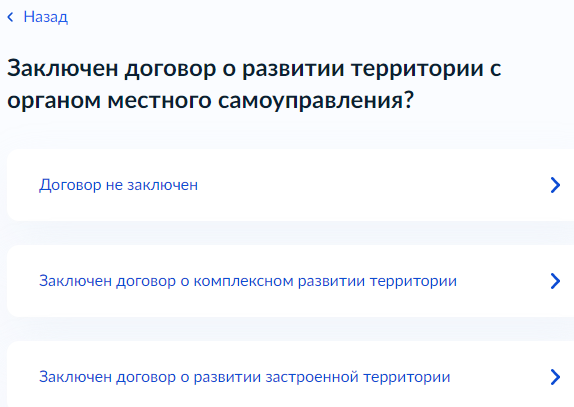 Назад
Заключен договор о развитии территории с
органом местного самоуправления?
Договор не заключен
Заключен договор о комплексном развитии территории
Заключен договор о развитии застроенной территории